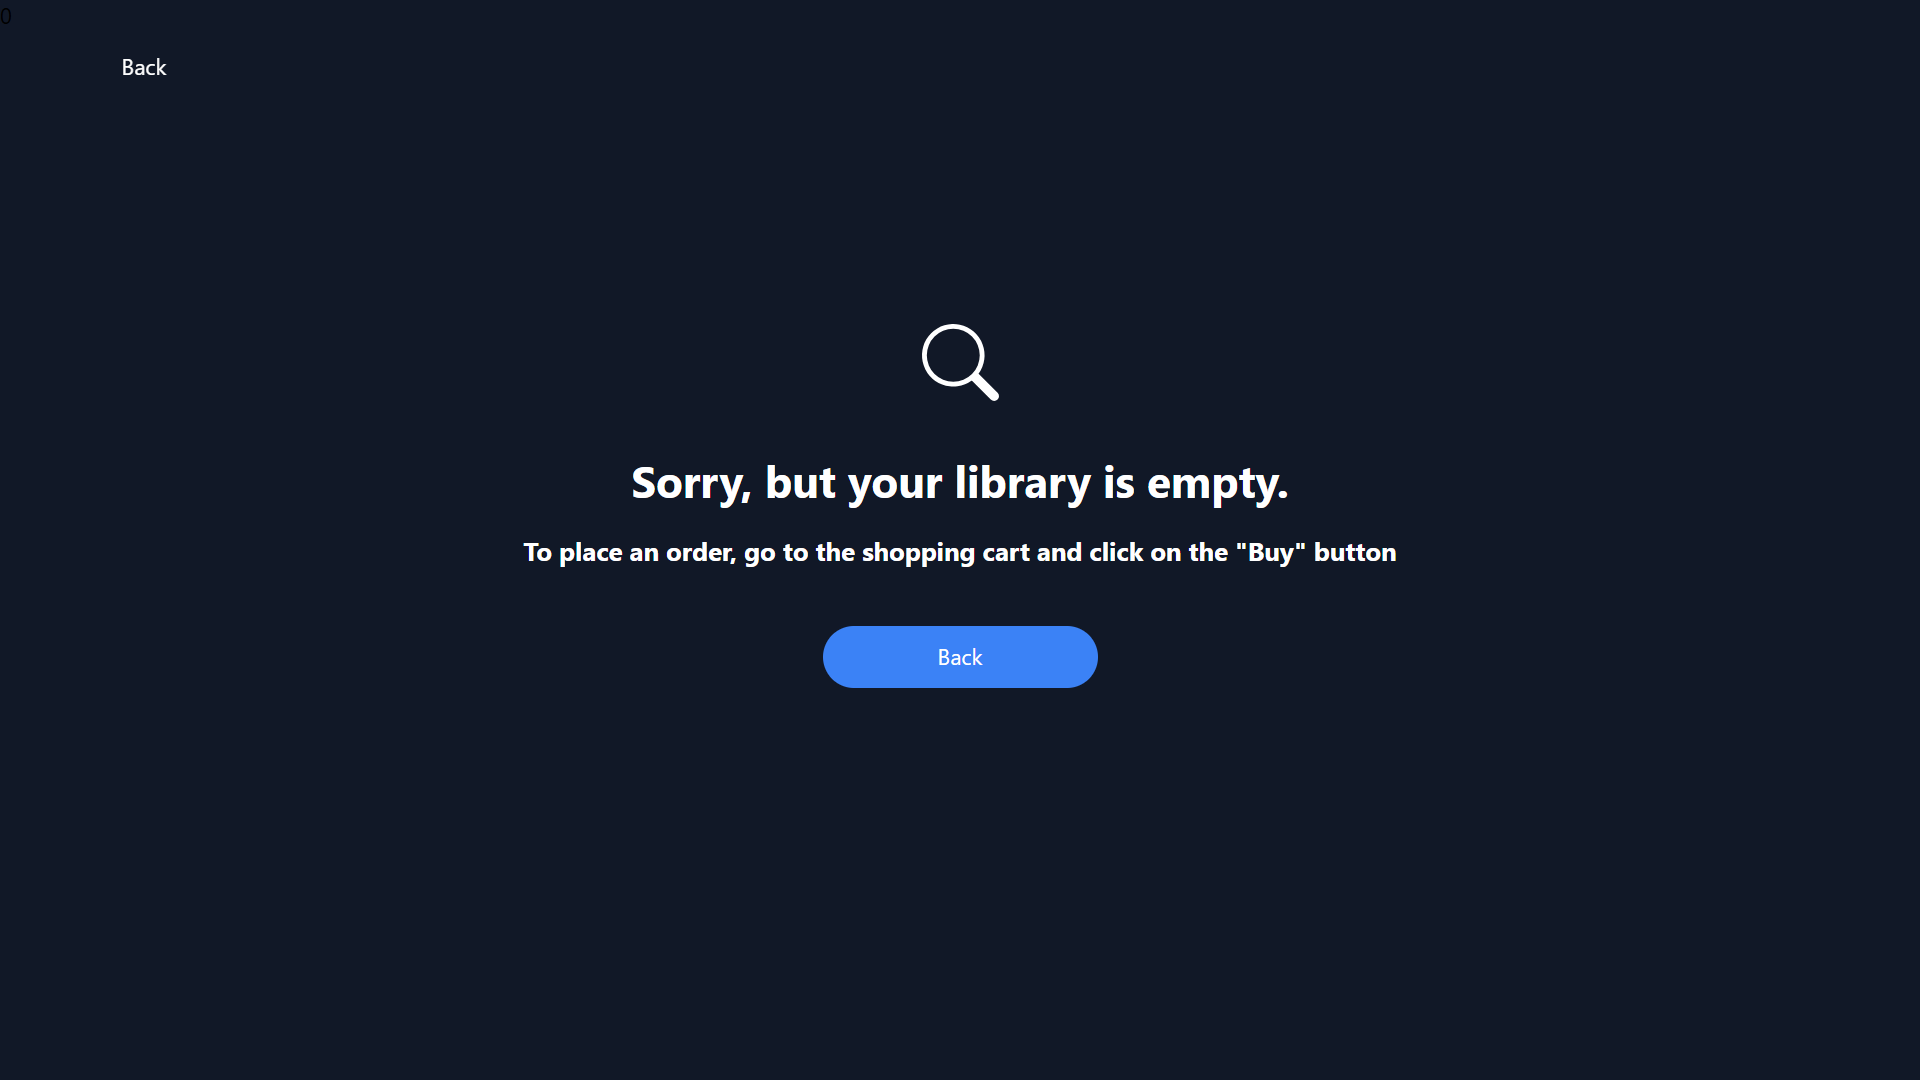 0
Back
Sorry, but your library is empty.
To place an order, go to the shopping cart and click on the "Buy" button
Back